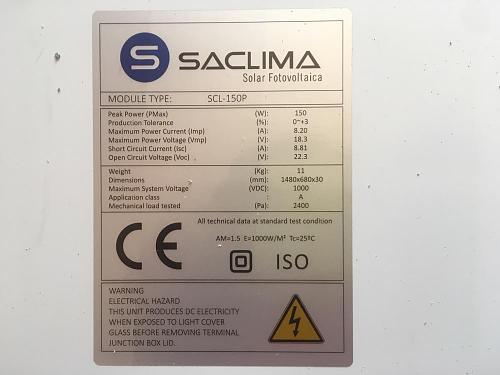 S SACLIMA
Solar Fotovoltaica
MODULE TYPE: SCL-150P
Peak Power (PMax) (W): 150
Production Tolerance (%): 0~+3
Maximum Power Current (Imp) (A): 8.20
Maximum Power Voltage (Vmp) (V): 18.3
Short Circuit Current (Isc) (A): 8.81
Open Circuit Voltage (Voc) (V): 22.3
Weight (Kg): 11
Dimensions (mm): 1480x680x30
Maximum System Voltage (VDC): 1000
Application class : A
Mechanical load tested (Pa): 2400
All technical data at standard test condition
AM=1.5 E=1000W/M² Tc=25ºC
CE ISO
WARNING
ELECTRICAL HAZARD
THIS UNIT PRODUCES DC ELECTRICITY
WHEN EXPOSED TO LIGHT COVER
GLASS BEFORE REMOVING TERMINAL
JUNCTION BOX LID.